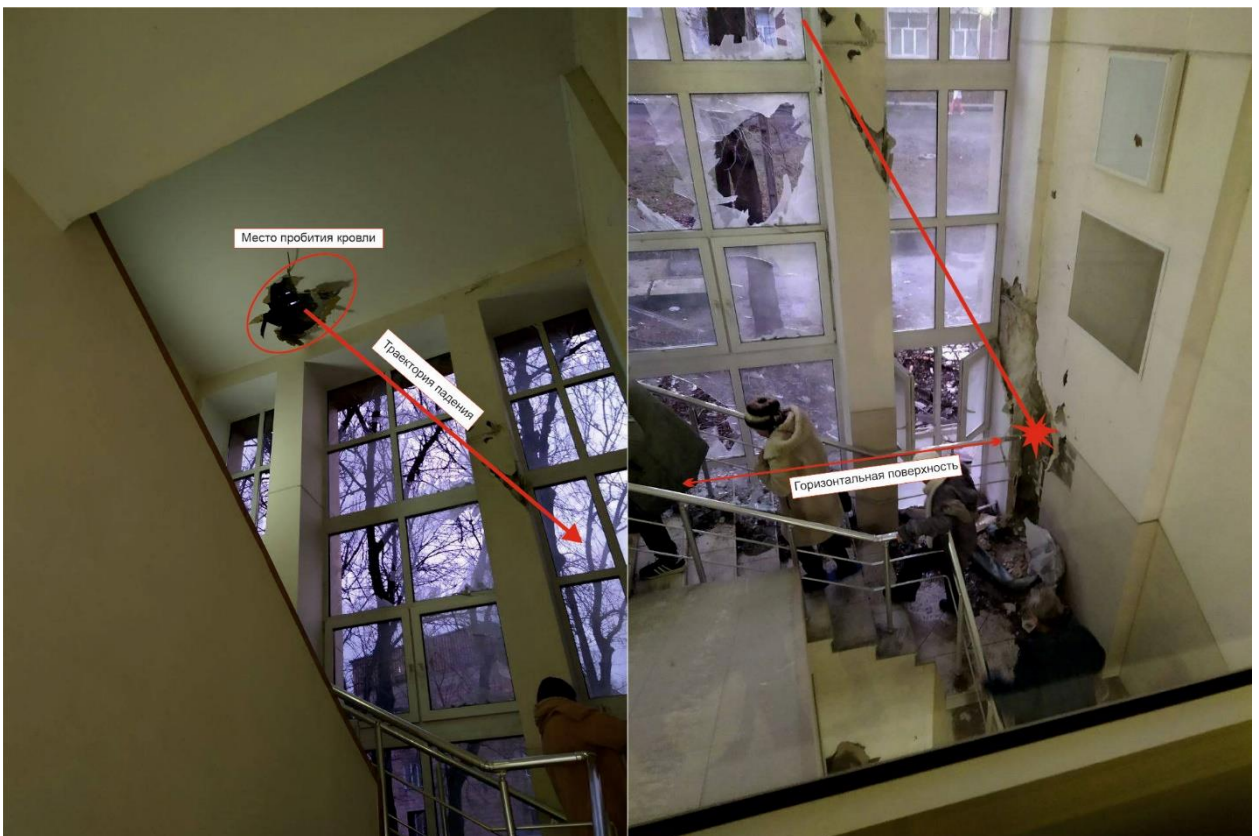 Место пробития кровли
Траектория падения
Горизонтальная поверхность